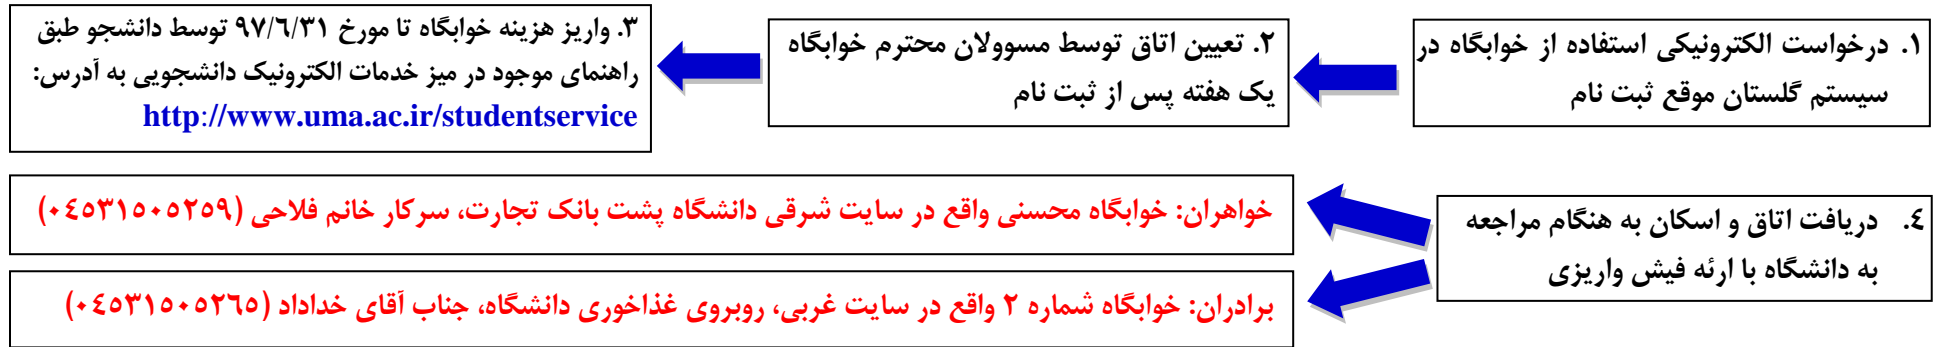 ۱. درخواست الکترونیکی استفاده از خوابگاه در
سیستم گلستان موقع ثبت نام
۲. تعیین اتاق توسط مسوولان محترم خوابگاه
یک هفته پس از ثبت نام
۳. واریز هزینه خوابگاه تا مورخ ۹۷/٦/۳۱ توسط دانشجو طبق
راهنمای موجود در میز خدمات الکترونیک دانشجویی به آدرس:
http://www.uma.ac.ir/studentservice
٤. دریافت اتاق و اسکان به هنگام مراجعه
به دانشگاه با ارئه فیش واریزی
خواهران: خوابگاه محسنی واقع در سایت شرقی دانشگاه پشت بانک تجارت، سرکار خانم فلاحی (۰٤٥۳۱٥۰٥۲٥۹)
برادران: خوابگاه شماره ۲ واقع در سایت غربی، روبروی غذاخوری دانشگاه، جناب آقای خداداد (۰٤٥۳۱٥۰٥۲٦٥)